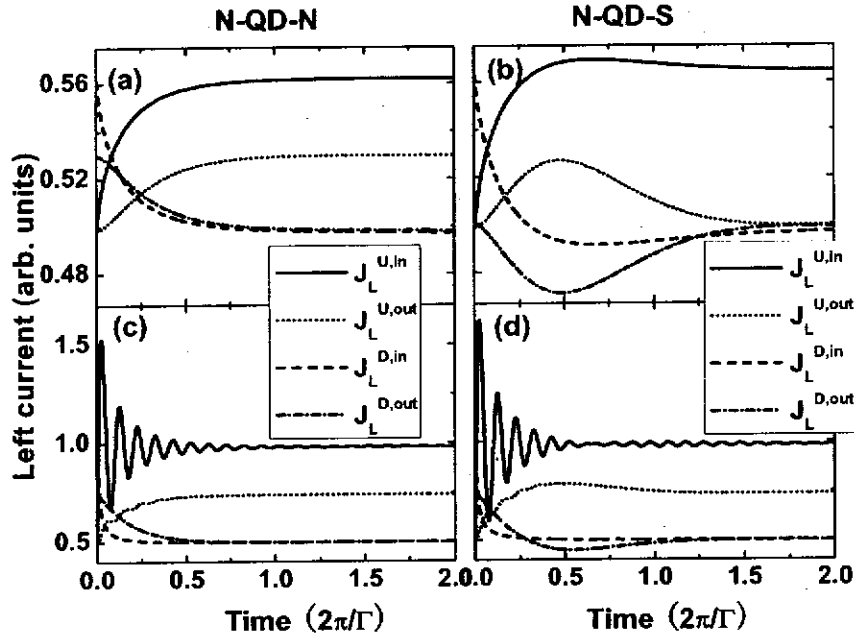 N-QD-N
N-QD-S
Left current (arb. units)
0.56
0.52
0.48
(a)
(b)
J_L^{U,in}
J_L^{U,out}
J_L^{D,in}
J_L^{D,out}
J_L^{U,in}
J_L^{U,out}
J_L^{D,in}
J_L^{D,out}
1.5
1.0
0.5
(c)
(d)
0.0 0.5 1.0 1.5 2.0
0.0 0.5 1.0 1.5 2.0
Time (2π/Γ)
Time (2π/Γ)